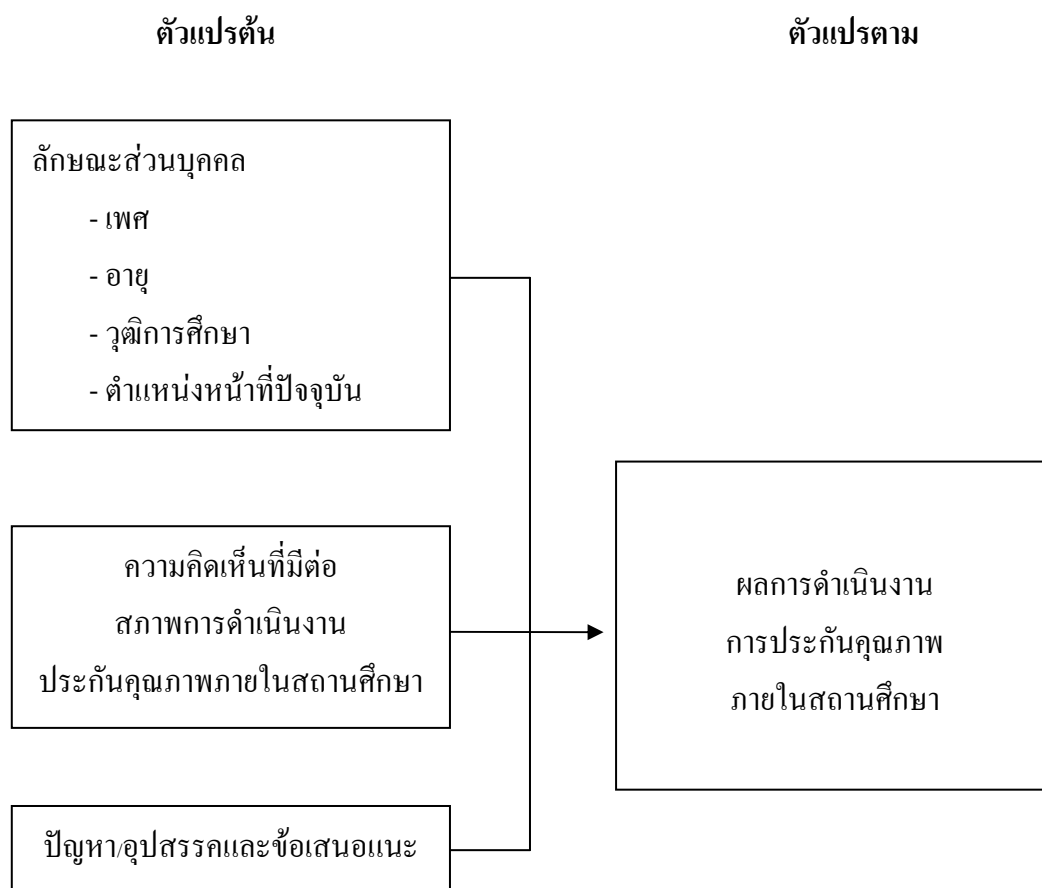 ตัวแปรต้น
ตัวแปรตาม
ลักษณะส่วนบุคคล
- เพศ
- อายุ
- วุฒิการศึกษา
- ตำแหน่งหน้าที่ปัจจุบัน
ความคิดเห็นที่มีต่อ
สภาพการดำเนินงาน
ประกันคุณภาพภายในสถานศึกษา
ผลการดำเนินงาน
การประกันคุณภาพ
ภายในสถานศึกษา
ปัญหา/อุปสรรคและข้อเสนอแนะ